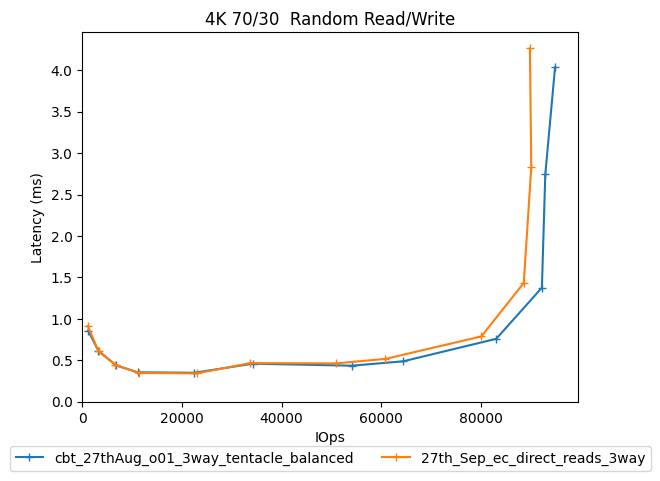 4K 70/30  Random Read/Write
4.0
3.5
3.0
2.5
2.0
1.5
1.0
0.5
0.0
Latency (ms)
0 20000 40000 60000 80000
IOps
cbt_27thAug_o01_3way_tentacle_balanced 27th_Sep_ec_direct_reads_3way